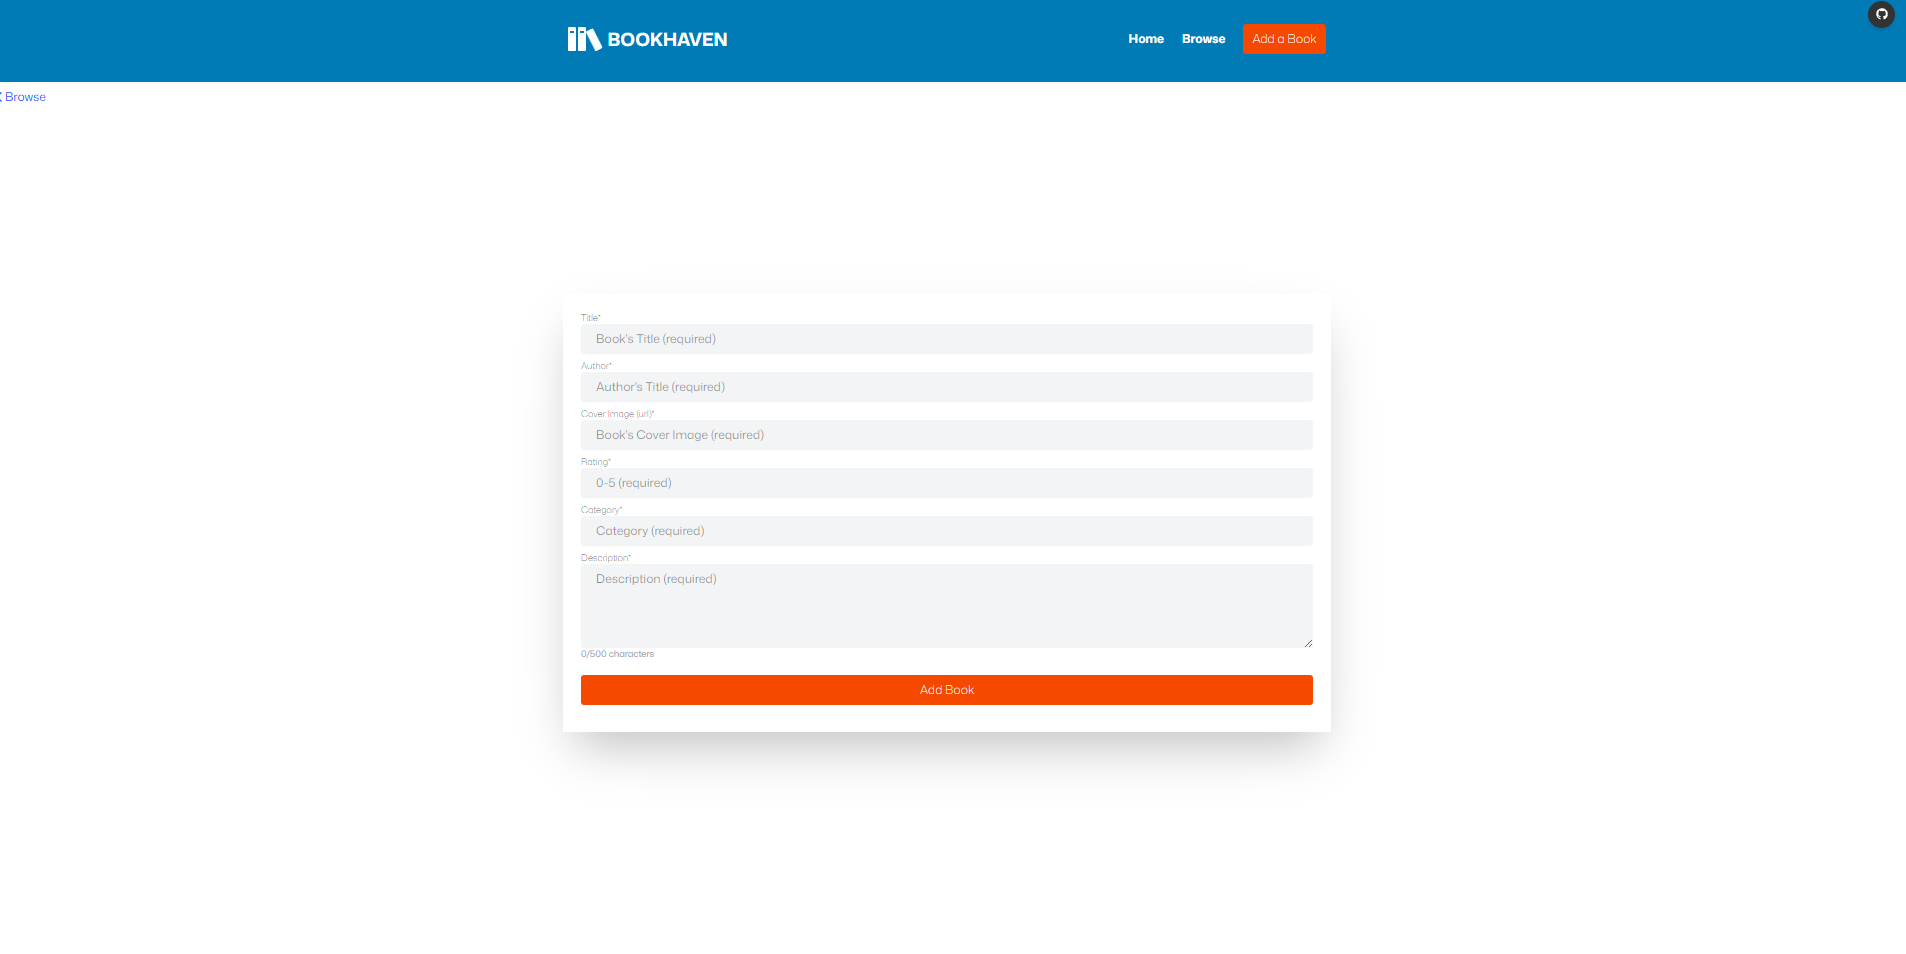 BOOKHAVEN
Home Browse Add a Book
Browse
Title*
Book's Title (required)
Author*
Author's Title (required)
Cover Image (url)*
Book's Cover Image (required)
Rating*
0-5 (required)
Category*
Category (required)
Description*
Description (required)
0/500 characters
Add Book